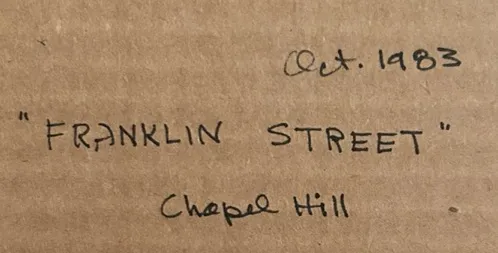 Oct. 1983
"FRANKLIN STREET"
Chapel Hill